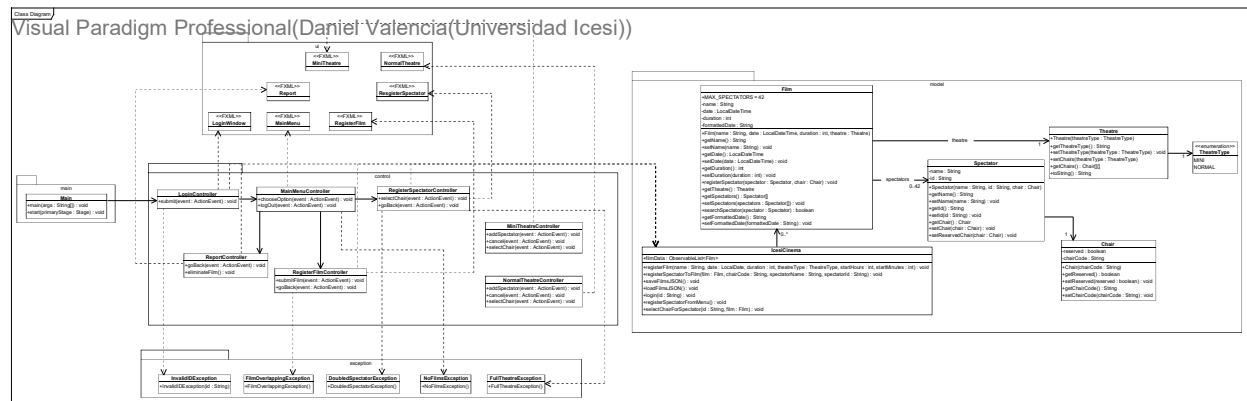 Class Diagram
Visual Paradigm Professional(Daniel Valencia(Universidad Icesi))
ui
<<FXML>>
MiniTheatre
<<FXML>>
NormalTheatre
<<FXML>>
Report
<<FXML>>
ResgisterSpectator
<<FXML>>
LoginWindow
<<FXML>>
MainMenu
<<FXML>>
RegisterFilm
main
Main
+main(args : String[]) : void
+start(primaryStage : Stage) : void
control
LoginController
+submit(event : ActionEvent) : void
MainMenuController
+chooseOption(event : ActionEvent) : void
+logOut(event : ActionEvent) : void
RegisterSpectatorController
+selectChair(event : ActionEvent) : void
+goBack(event : ActionEvent) : void
MiniTheatreController
+addSpectator(event : ActionEvent) : void
+cancel(event : ActionEvent) : void
+selectChair(event : ActionEvent) : void
ReportController
+goBack(event : ActionEvent) : void
+eliminateFilm() : void
RegisterFilmController
+submitFilm(event : ActionEvent) : void
+goBack(event : ActionEvent) : void
NormalTheatreController
+addSpectator(event : ActionEvent) : void
+cancel(event : ActionEvent) : void
+selectChair(event : ActionEvent) : void
exception
InvalidIDException
+InvalidIDException(id : String)
FilmOverlappingException
+FilmOverlappingException()
DoubledSpectatorException
+DoubledSpectatorException()
NoFilmsException
+NoFilmsException()
FullTheatreException
+FullTheatreException()
model
Film
+MAX_SPECTATORS = 42
-name : String
-date : LocalDateTime
-duration : int
-formattedDate : String
+Film(name : String, date : LocalDateTime, duration : int, theatre : Theatre)
+getName() : String
+setName(name : String) : void
+getDate() : LocalDateTime
+setDate(date : LocalDateTime) : void
+getDuration() : int
+setDuration(duration : int) : void
+registerSpectator(spectator : Spectator, chair : Chair) : void
+getTheatre() : Theatre
+getSpectators() : Spectator[]
+setSpectators(spectators : Spectator[]) : void
+searchSpectator(spectator : Spectator) : boolean
+getFormattedDate() : String
+setFormattedDate(formattedDate : String) : void
theatre
1
Theatre
+Theatre(theatreType : TheatreType)
+getTheatreType() : String
+setTheatreType(theatreType : TheatreType) : void
+setChairs(theatreType : TheatreType)
+getChairs() : Chair[][]
+toString() : String
1
<<enumeration>>
TheatreType
MINI
NORMAL
spectators
0..42
Spectator
-name : String
-id : String
+Spectator(name : String, id : String, chair : Chair)
+getName() : String
+setName(name : String) : void
+getId() : String
+setId(id : String) : void
+getChair() : Chair
+setReservedChair(chair : Chair) : void
1
Chair
-reserved : boolean
-chairCode : String
+Chair(chairCode : String)
+getReserved() : boolean
+setReserved(reserved : boolean) : void
+getChairCode() : String
+setChairCode(chairCode : String) : void
0..*
IcesiCinema
+filmData : ObservableList<Film>
+registerFilm(name : String, date : LocalDate, duration : int, theatreType : TheatreType, startHours : int, startMinutes : int) : void
+registerSpectatorToFilm(film : Film, chairCode : String, spectatorName : String, spectatorId : String) : void
+saveFilmsJSON() : void
+loadFilmsJSON() : void
+login(id : String) : void
+registerSpectatorFromMenu() : void
+selectChairForSpectator(id : String, film : Film) : void